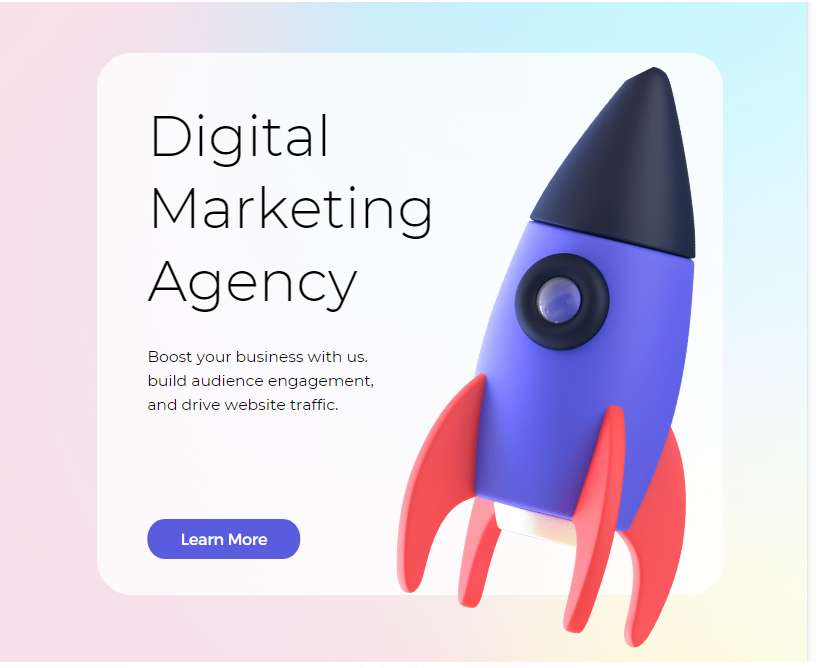 Digital
Marketing
Agency
Boost your business with us.
build audience engagement,
and drive website traffic.
Learn More